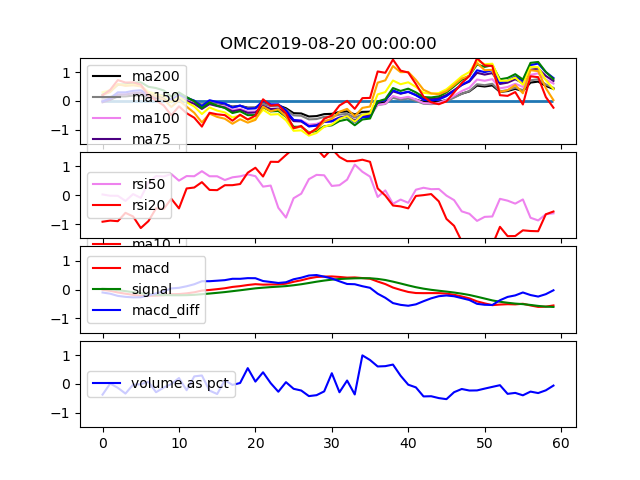 OMC2019-08-20 00:00:00
1
0
−1
ma200
ma150
ma100
ma75
1
0
−1
rsi50
rsi20
ma10
1
0
−1
macd
signal
macd_diff
1
0
−1
volume as pct
0 10 20 30 40 50 60